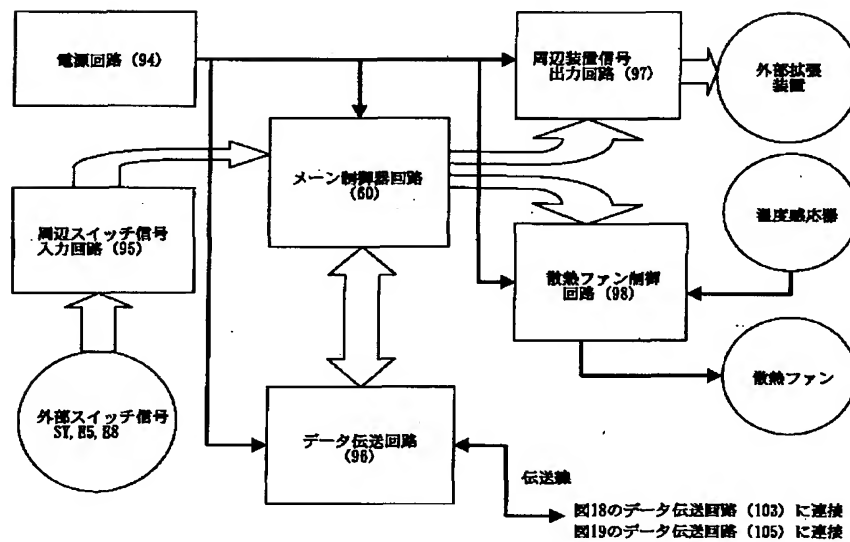 電源回路 (94)
周辺装置信号
出力回路 (97)
外部拡張
装置
メーン制御器回路
(60)
周辺スイッチ信号
入力回路 (95)
温度感応器
散熱ファン制御
回路 (98)
外部スイッチ信号
SY, E5, E8
データ伝送回路
(96)
散熱ファン
伝送線
図18のデータ伝送回路 (103) に連接
図19のデータ伝送回路 (105) に連接